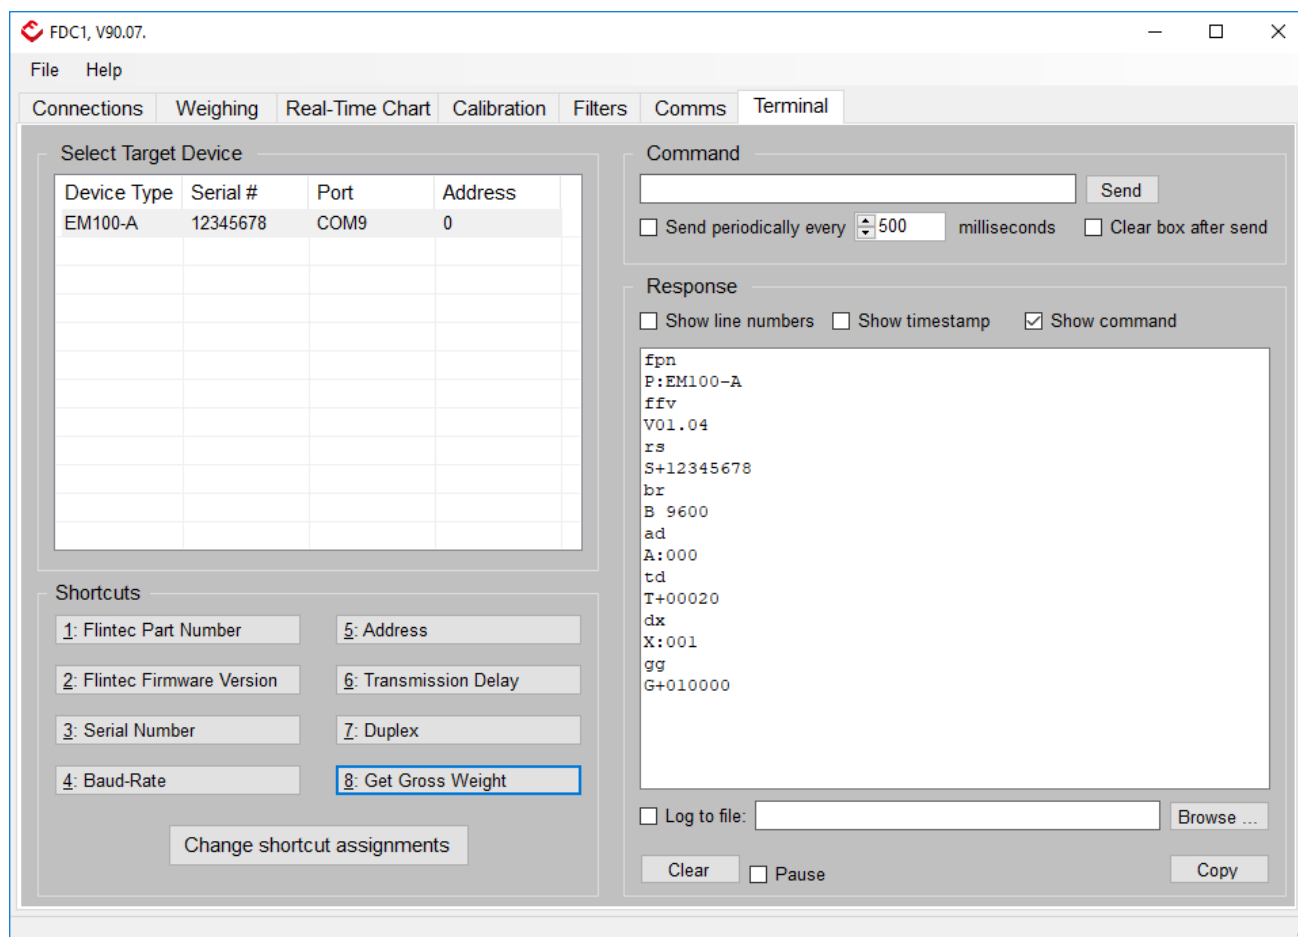 FDC1, V90.07.
File Help
Connections Weighing Real-Time Chart Calibration Filters Comms Terminal
Select Target Device
Device Type Serial # Port Address
EM100-A 12345678 COM9 0
Shortcuts
1: Flintec Part Number
2: Flintec Firmware Version
3: Serial Number
4: Baud-Rate
5: Address
6: Transmission Delay
7: Duplex
8: Get Gross Weight
Change shortcut assignments
Command
Send
Send periodically every 500 milliseconds Clear box after send
Response
Show line numbers Show timestamp Show command
fpn
P:EM100-A
ffv
V01.04
rs
S+12345678
br
B 9600
ad
A:000
td
T+00020
dx
X:001
gg
G+010000
Log to file: Browse ...
Clear Pause Copy